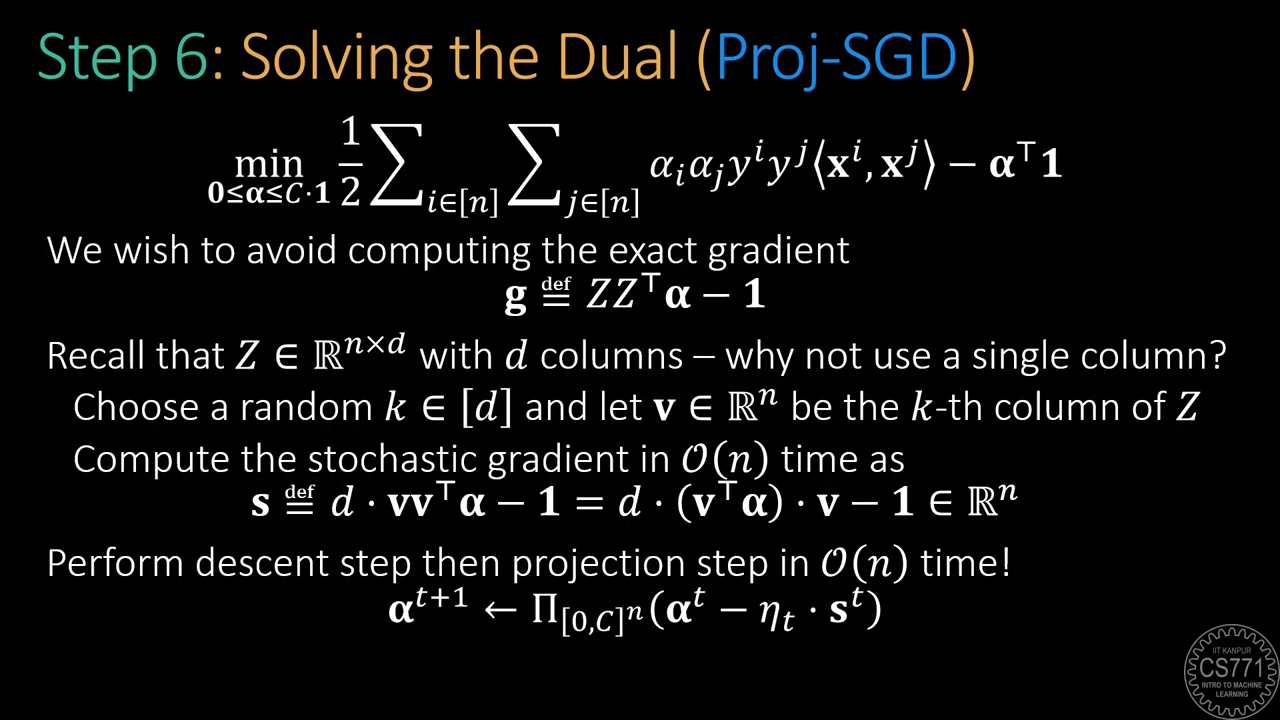 Step 6: Solving the Dual (Proj-SGD)
min 𝟎≤𝛂≤C·𝟏 1/2 ∑_{i∈[n]} ∑_{j∈[n]} α_i α_j y^i y^j ⟨𝐱^i, 𝐱^j⟩ − 𝛂^⊤𝟏
We wish to avoid computing the exact gradient
𝐠 ≝ ZZ^⊤𝛂 − 𝟏
Recall that Z ∈ ℝ^{n×d} with d columns – why not use a single column?
Choose a random k ∈ [d] and let 𝐯 ∈ ℝ^n be the k-th column of Z
Compute the stochastic gradient in 𝒪(n) time as
𝐬 ≝ d · 𝐯𝐯^⊤𝛂 − 𝟏 = d · (𝐯^⊤𝛂) · 𝐯 − 𝟏 ∈ ℝ^n
Perform descent step then projection step in 𝒪(n) time!
𝛂^{t+1} ← Π_{[0,C]^n}(𝛂^t − η_t · 𝐬^t)
IIT KANPUR
CS771
INTRO TO MACHINE
LEARNING